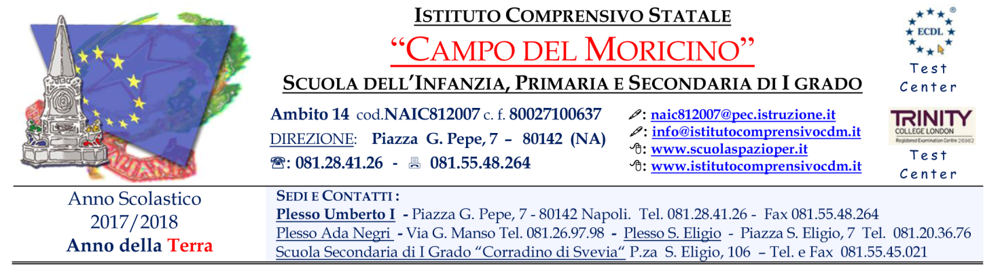 ISTITUTO COMPRENSIVO STATALE
“CAMPO DEL MORICINO”
SCUOLA DELL’INFANZIA, PRIMARIA E SECONDARIA DI I GRADO
Ambito 14 cod.NAIC812007 c. f. 80027100637
DIREZIONE: Piazza G. Pepe, 7 – 80142 (NA)
🕿: 081.28.41.26 - 081.55.48.264
: naic812007@pec.istruzione.it
: info@istitutocomprensivocdm.it
: www.scuolaspazioper.it
: www.istitutocomprensivocdm.it
ECDL ®
Test
Center
TRINITY
COLLEGE LONDON
Registered Examination Centre 26962
Test
Center
Anno Scolastico
2017/2018
Anno della Terra
SEDI E CONTATTI :
Plesso Umberto I - Piazza G. Pepe, 7 - 80142 Napoli. Tel. 081.28.41.26 - Fax 081.55.48.264
Plesso Ada Negri - Via G. Manso Tel. 081.26.97.98 - Plesso S. Eligio - Piazza S. Eligio, 7 Tel. 081.20.36.76
Scuola Secondaria di I Grado “Corradino di Svevia“ P.za S. Eligio, 106 – Tel. e Fax 081.55.45.021